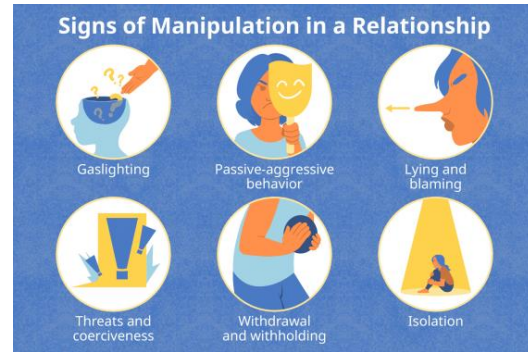 Signs of Manipulation in a Relationship
Gaslighting
Passive-aggressive
behavior
Lying and
blaming
Threats and
coerciveness
Withdrawal
and withholding
Isolation